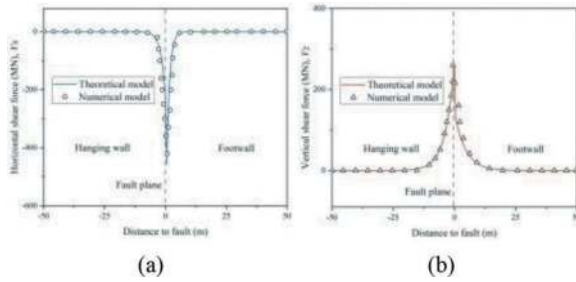 Horizontal shear force (MN),
0
-200
-400
-600
Theoretical model
Numerical model
Hanging wall
Footwall
Fault plane
-50
-25
0
25
50
Distance to fault (m)
(a)
Vertical shear force (MN),
400
200
0
Theoretical model
Numerical model
Hanging wall
Footwall
Fault plane
-50
-25
0
25
50
Distance to fault (m)
(b)